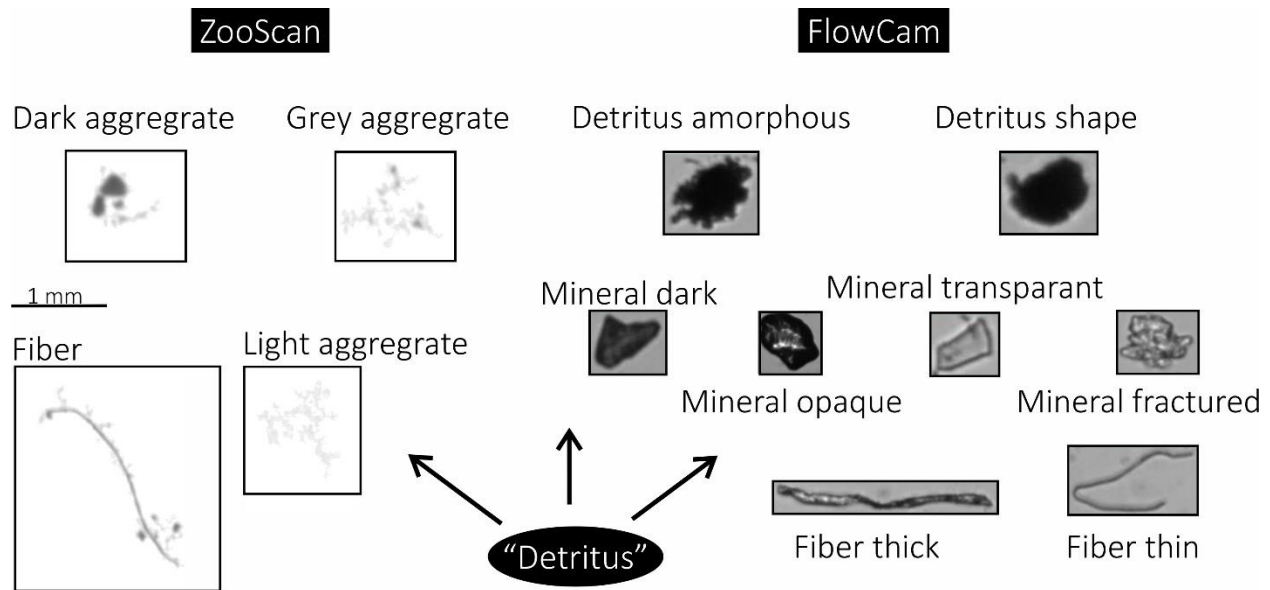 ZooScan
FlowCam
Dark aggregrate
Grey aggregrate
Detritus amorphous
Detritus shape
1 mm
Mineral dark
Mineral transparant
Fiber
Light aggregrate
Mineral opaque
Mineral fractured
"Detritus"
Fiber thick
Fiber thin